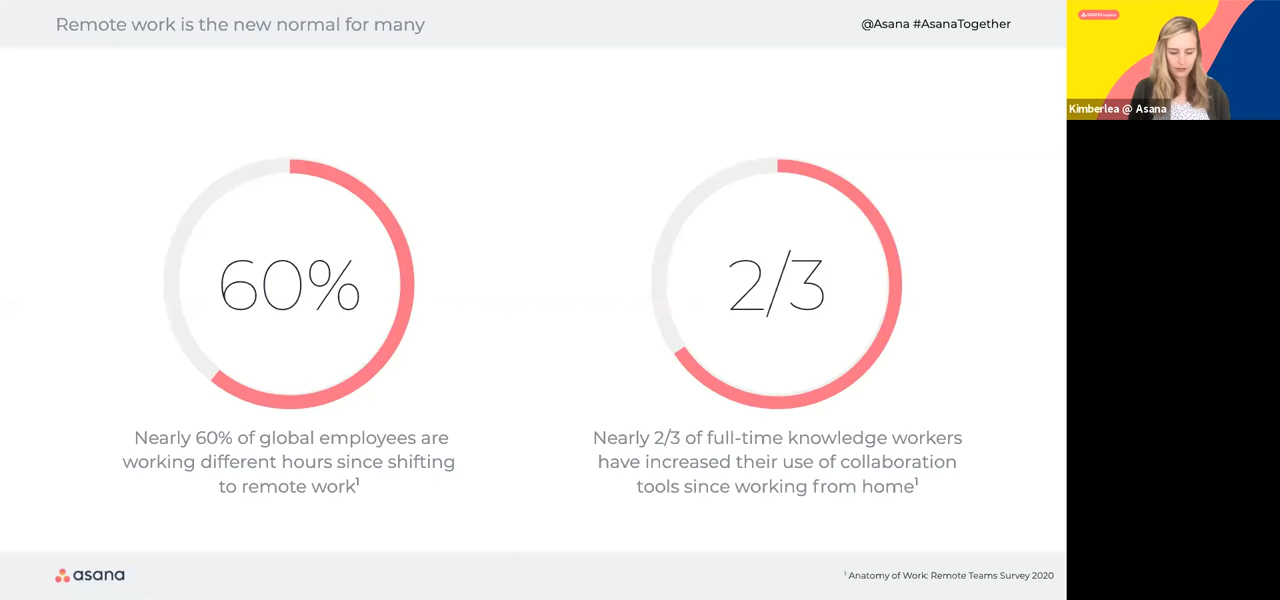 Remote work is the new normal for many
@Asana #AsanaTogether
Kimberlea @ Asana
60%
2/3
Nearly 60% of global employees are
working different hours since shifting
to remote work¹
Nearly 2/3 of full-time knowledge workers
have increased their use of collaboration
tools since working from home¹
asana
¹ Anatomy of Work: Remote Teams Survey 2020